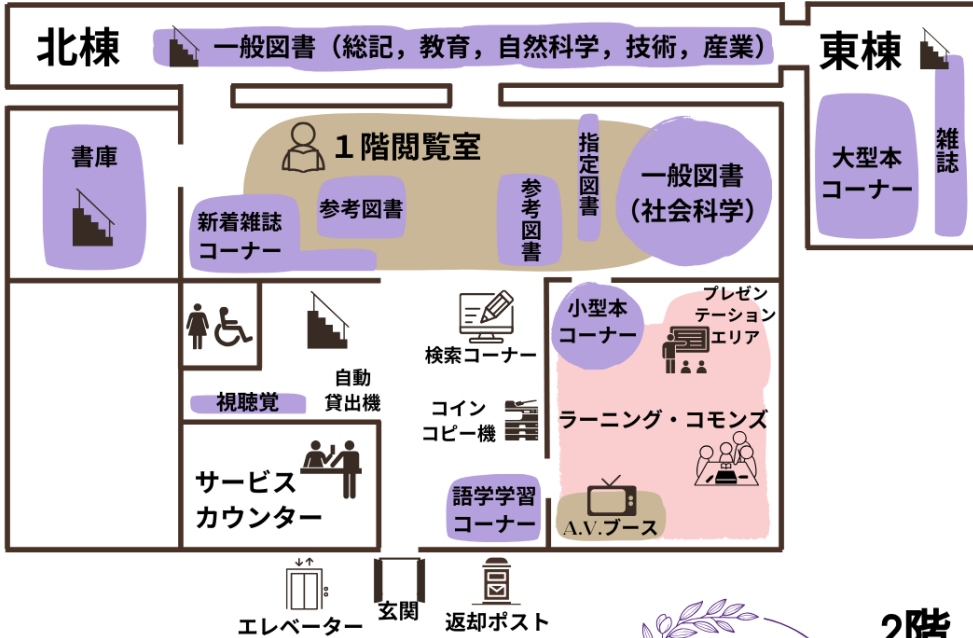 北棟
一般図書（総記，教育，自然科学，技術，産業）
東棟
書庫
１階閲覧室
指定図書
一般図書
（社会科学）
大型本
コーナー
雑誌
新着雑誌
コーナー
参考図書
参考図書
小型本
コーナー
プレゼン
テーション
エリア
検索コーナー
自動
貸出機
視聴覚
コイン
コピー機
ラーニング・コモンズ
サービス
カウンター
語学学習
コーナー
A.V.ブース
エレベーター
玄関
返却ポスト
2階